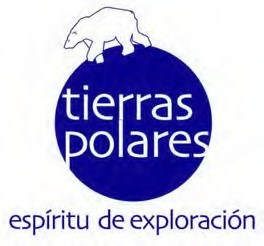 tierras
polares
espíritu de exploración